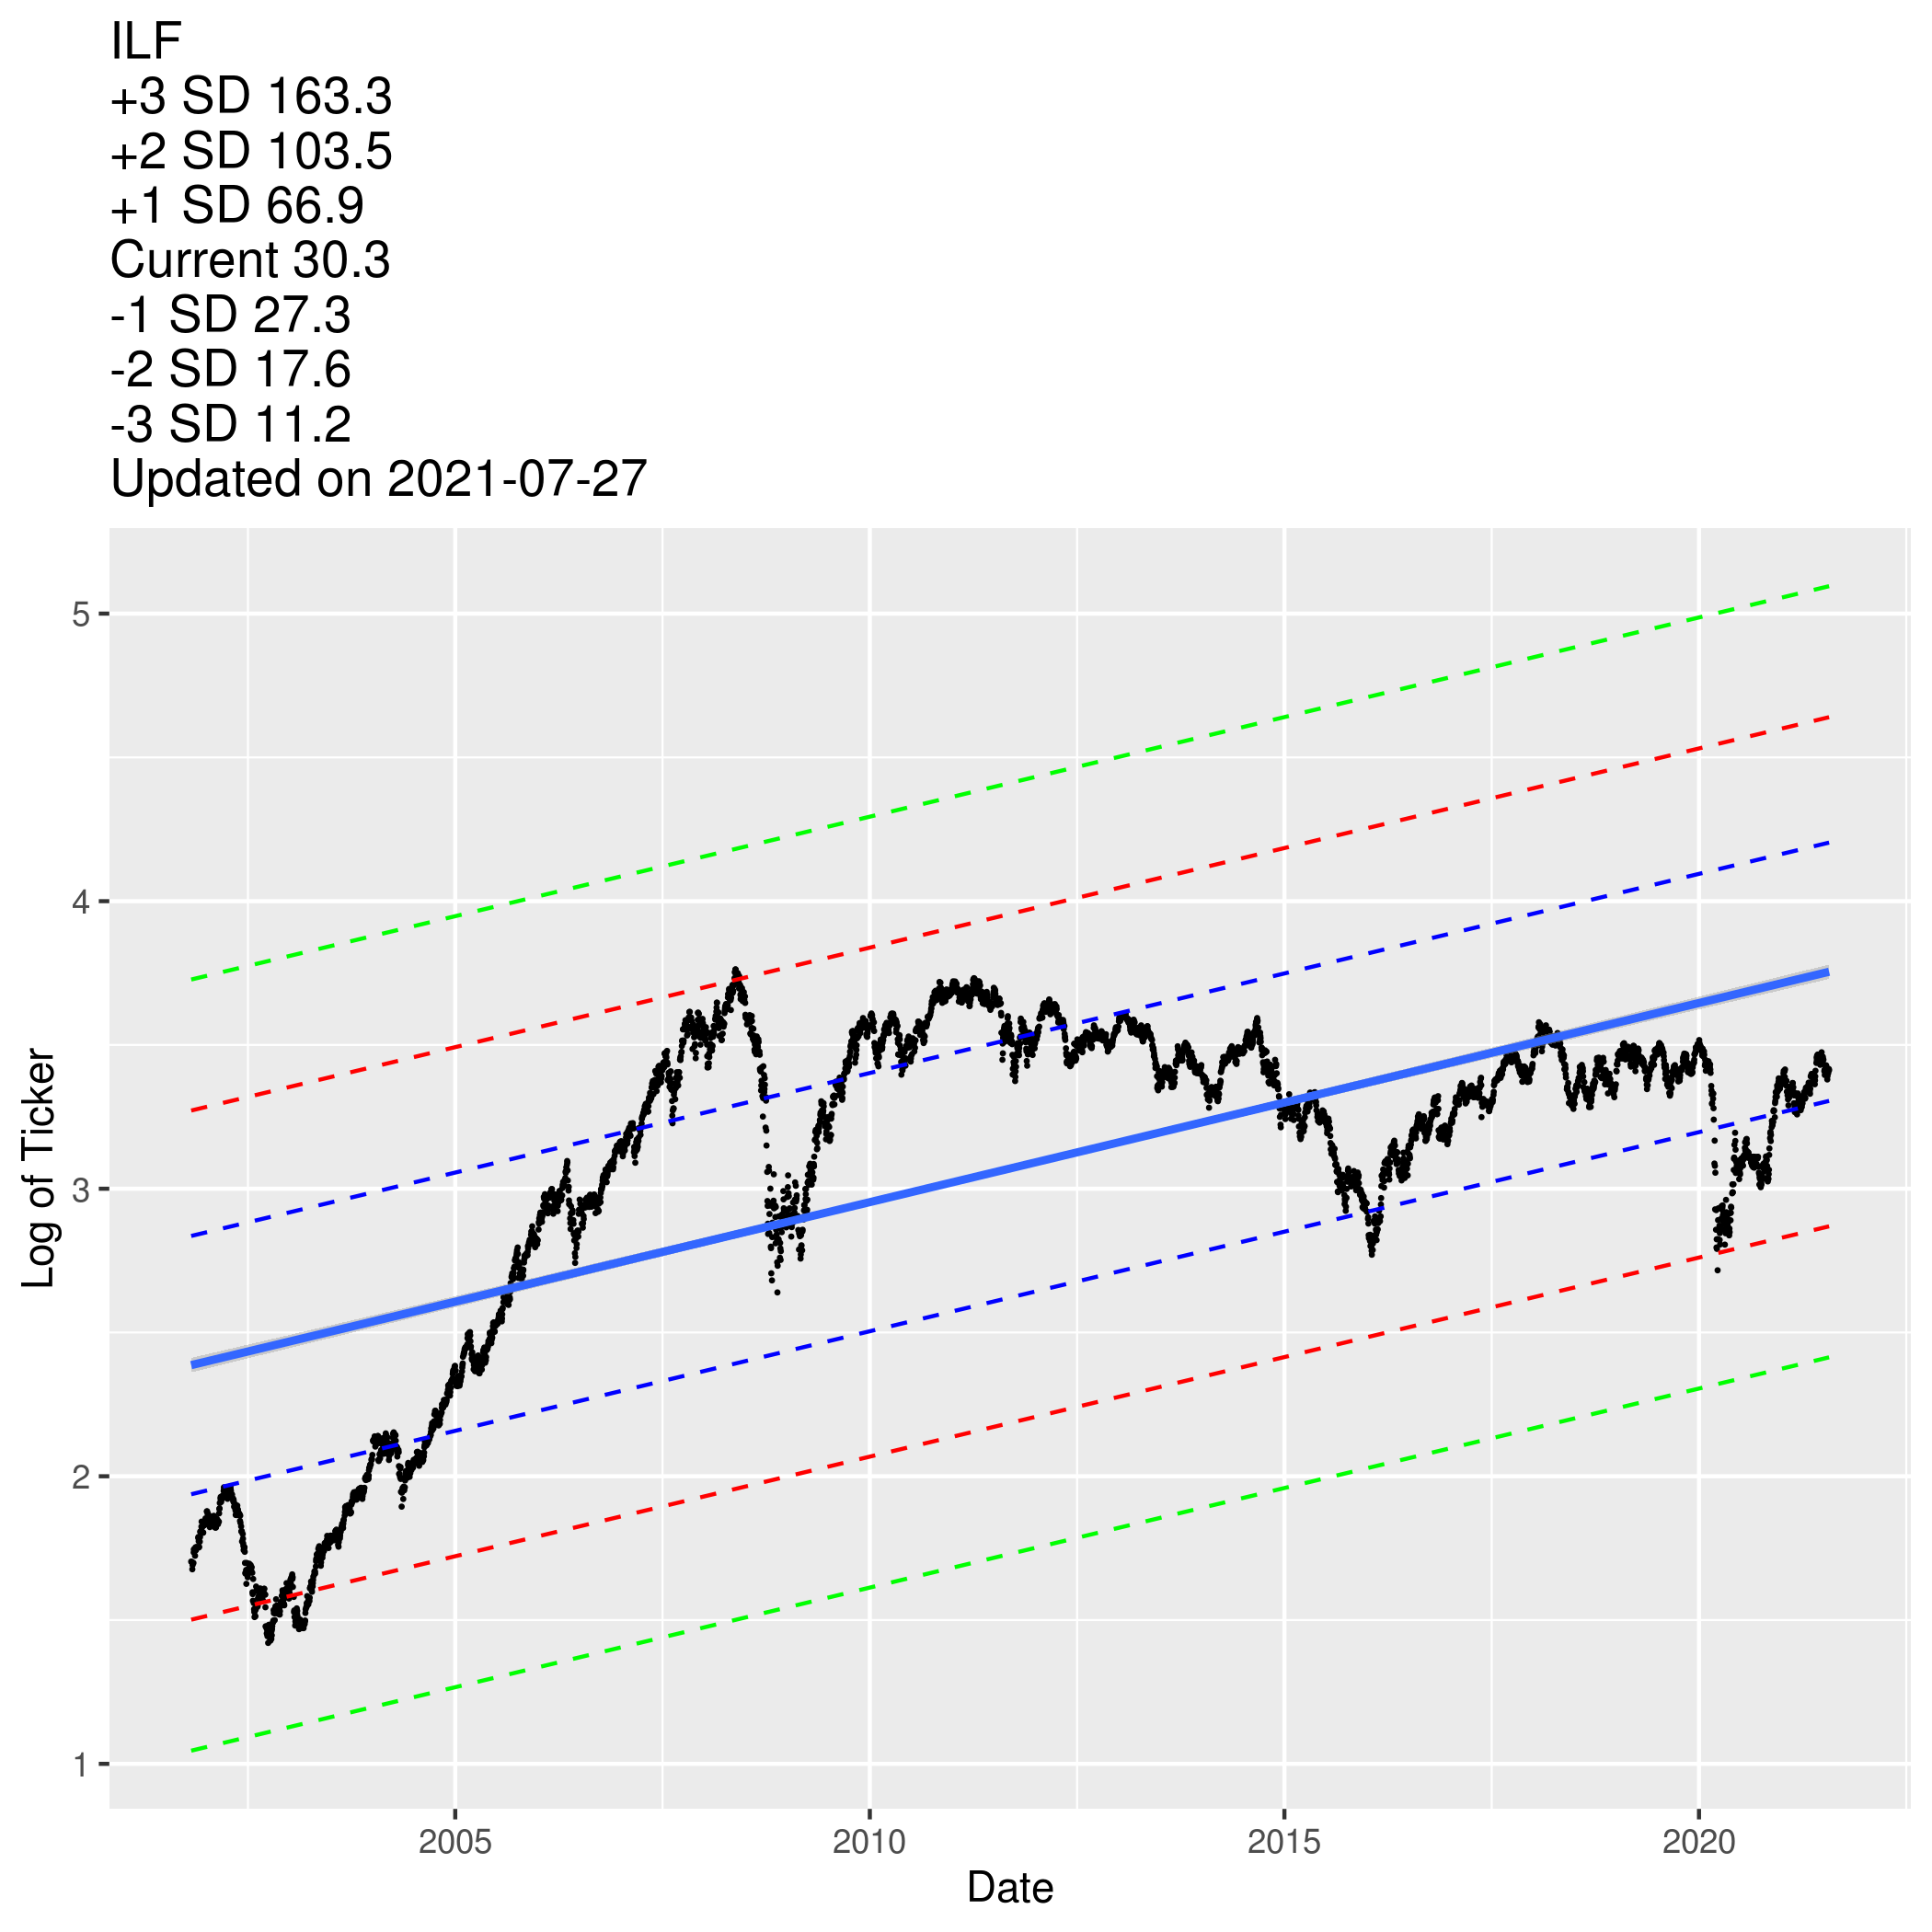 ILF
+3 SD 163.3
+2 SD 103.5
+1 SD 66.9
Current 30.3
-1 SD 27.3
-2 SD 17.6
-3 SD 11.2
Updated on 2021-07-27
5
4
3
2
1
Log of Ticker
2005 2010 2015 2020
Date